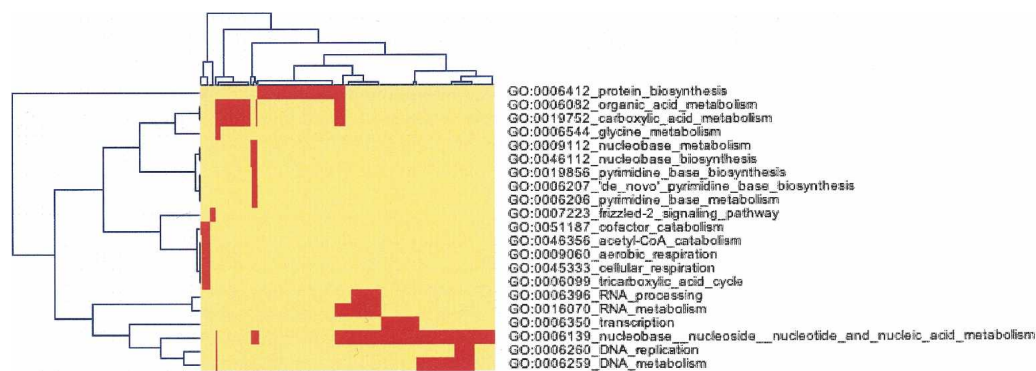 GO:0006412_protein_biosynthesis
GO:0006082_organic_acid_metabolism
GO:0019752_carboxylic_acid_metabolism
GO:0006544_glycine_metabolism
GO:0009112_nucleobase_metabolism
GO:0046112_nucleobase_biosynthesis
GO:0019856_pyrimidine_base_biosynthesis
GO:0006207_'de_novo'_pyrimidine_base_biosynthesis
GO:0006206_pyrimidine_base_metabolism
GO:0007223_frizzled-2_signaling_pathway
GO:0051187_cofactor_catabolism
GO:0046356_acetyl-CoA_catabolism
GO:0009060_aerobic_respiration
GO:0045333_cellular_respiration
GO:0006099_tricarboxylic_acid_cycle
GO:0006396_RNA_processing
GO:0016070_RNA_metabolism
GO:0006350_transcription
GO:0006139_nucleobase__nucleoside__nucleotide_and_nucleic_acid_metabolism
GO:0006260_DNA_replication
GO:0006259_DNA_metabolism